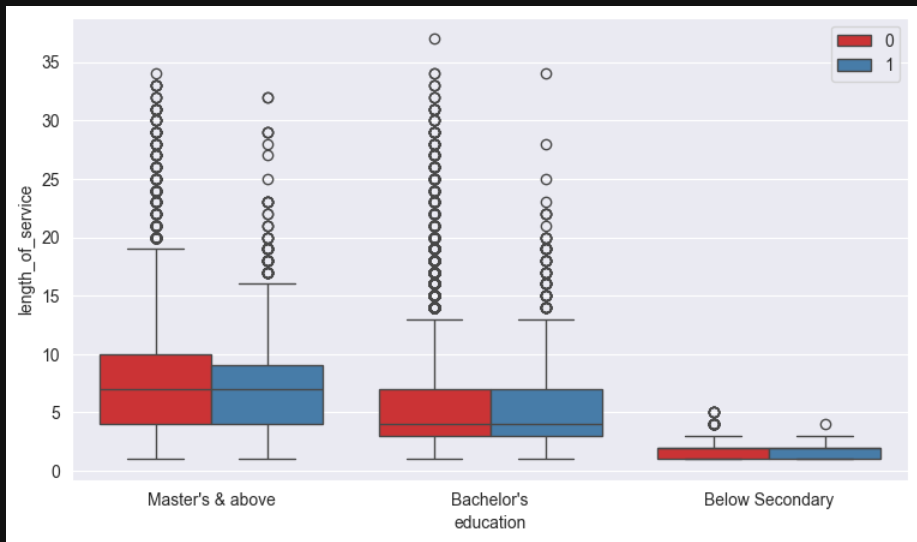 0
1
35
30
25
20
15
10
5
0
length_of_service
Master's & above
Bachelor's
Below Secondary
education